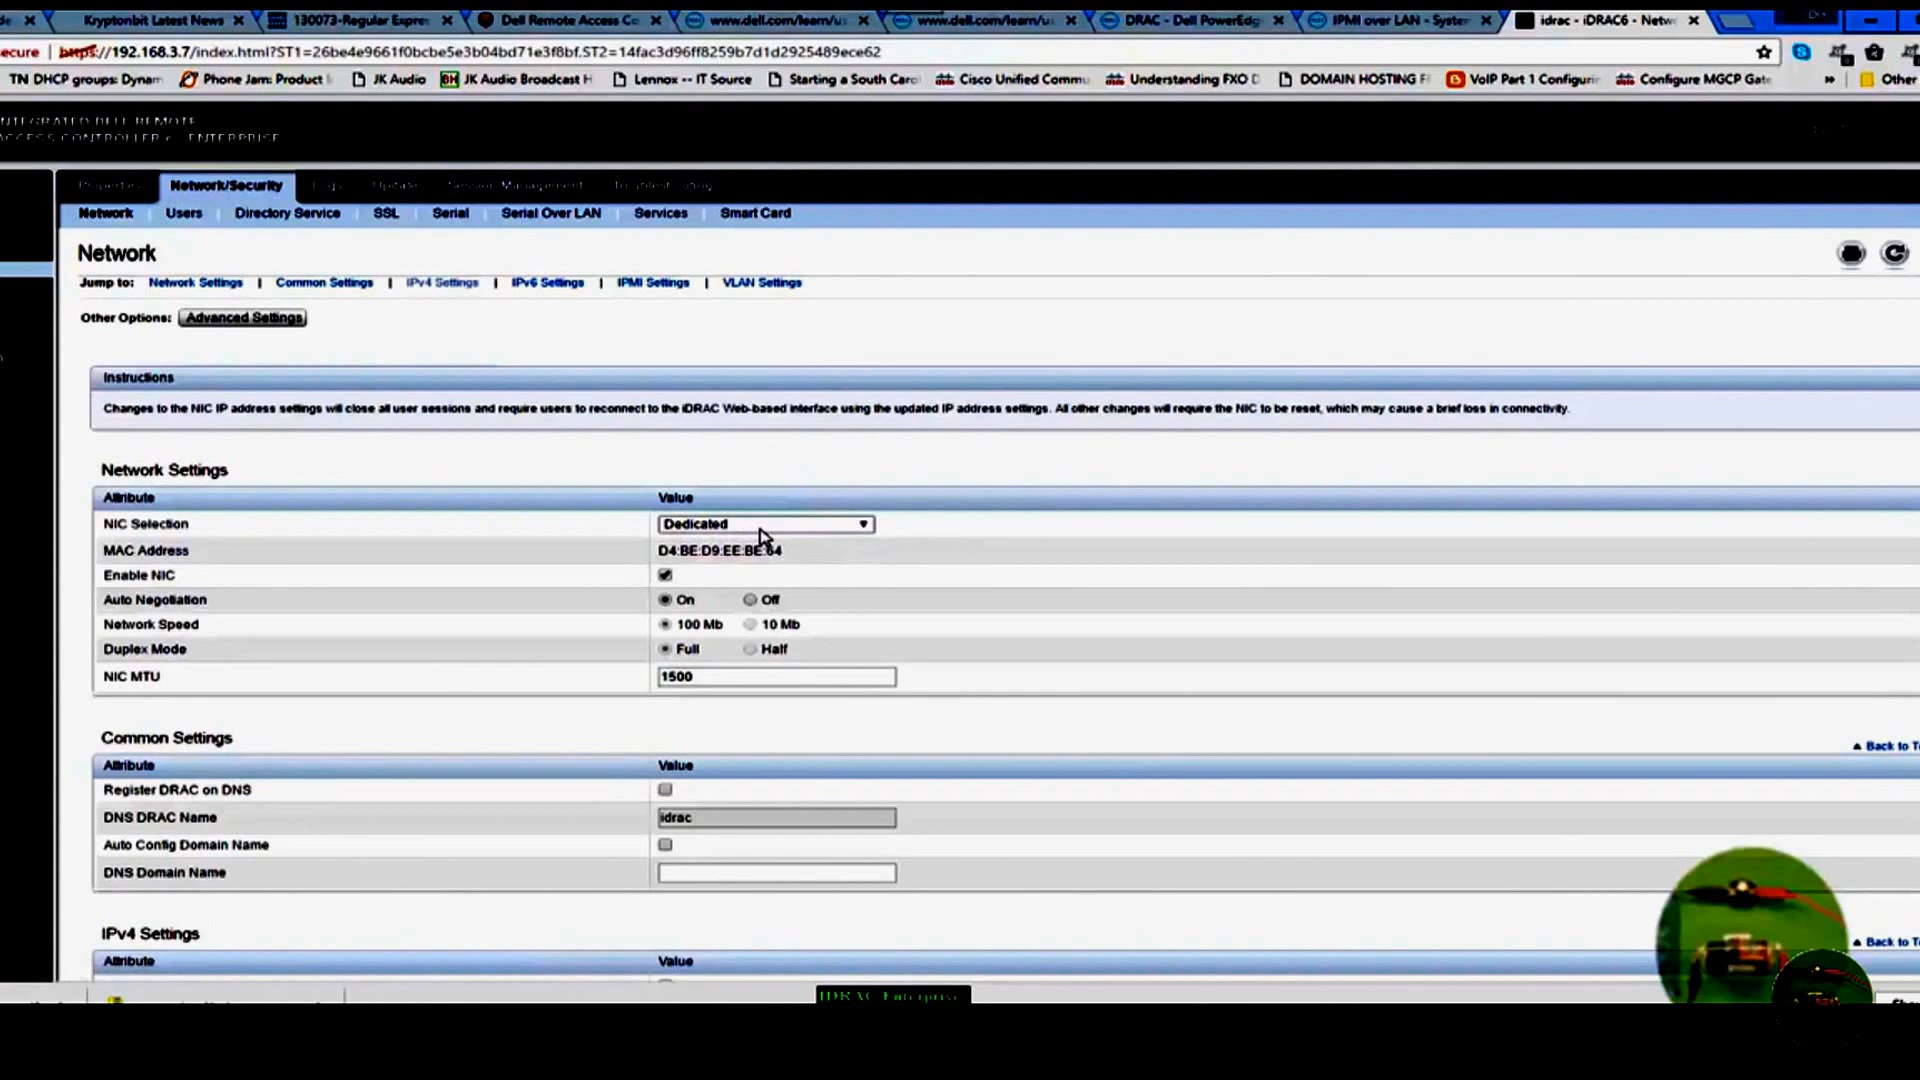 Kryptonbit Latest News 130073-Regular Expres Dell Remote Access Co www.dell.com/learn/us www.dell.com/learn/us DRAC - Dell PowerEdg IPMI over LAN - System idrac - iDRAC6 - Netwo
ecure https://192.168.3.7/index.html?ST1=26be4e9661f0bcbe5e3b04bd71e3f8bf,ST2=14fac3d96ff8259b7d1d2925489ece62
TN DHCP groups: Dynam Phone Jam: Product JK Audio BH JK Audio Broadcast H Lennox -- IT Source Starting a South Caro Cisco Unified Commu Understanding FXO DOMAIN HOSTING VoIP Part 1 Configurin Configure MGCP Gate » Other
INTEGRATED DELL REMOTE
ACCESS CONTROLLER 6 - ENTERPRISE
Properties Network/Security Logs Update Session Management Troubleshooting
Network Users Directory Service SSL Serial Serial Over LAN Services Smart Card
Network
Jump to: Network Settings | Common Settings | IPv4 Settings | IPv6 Settings | IPMI Settings | VLAN Settings
Other Options: Advanced Settings
Instructions
Changes to the NIC IP address settings will close all user sessions and require users to reconnect to the iDRAC Web-based interface using the updated IP address settings. All other changes will require the NIC to be reset, which may cause a brief loss in connectivity.
Network Settings
Attribute Value
NIC Selection Dedicated
MAC Address D4:BE:D9:EE:BE:64
Enable NIC
Auto Negotiation On Off
Network Speed 100 Mb 10 Mb
Duplex Mode Full Half
NIC MTU 1500
Common Settings
Back to T
Attribute Value
Register DRAC on DNS
DNS DRAC Name idrac
Auto Config Domain Name
DNS Domain Name
IPv4 Settings
Back to T
Attribute Value
IDRAC Enterprise